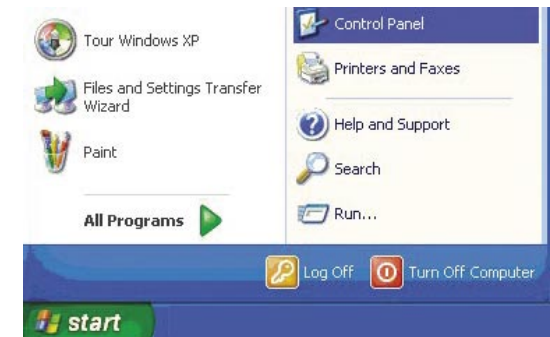 Tour Windows XP
Files and Settings Transfer
Wizard
Paint
All Programs
Control Panel
Printers and Faxes
Help and Support
Search
Run...
Log Off
Turn Off Computer
start